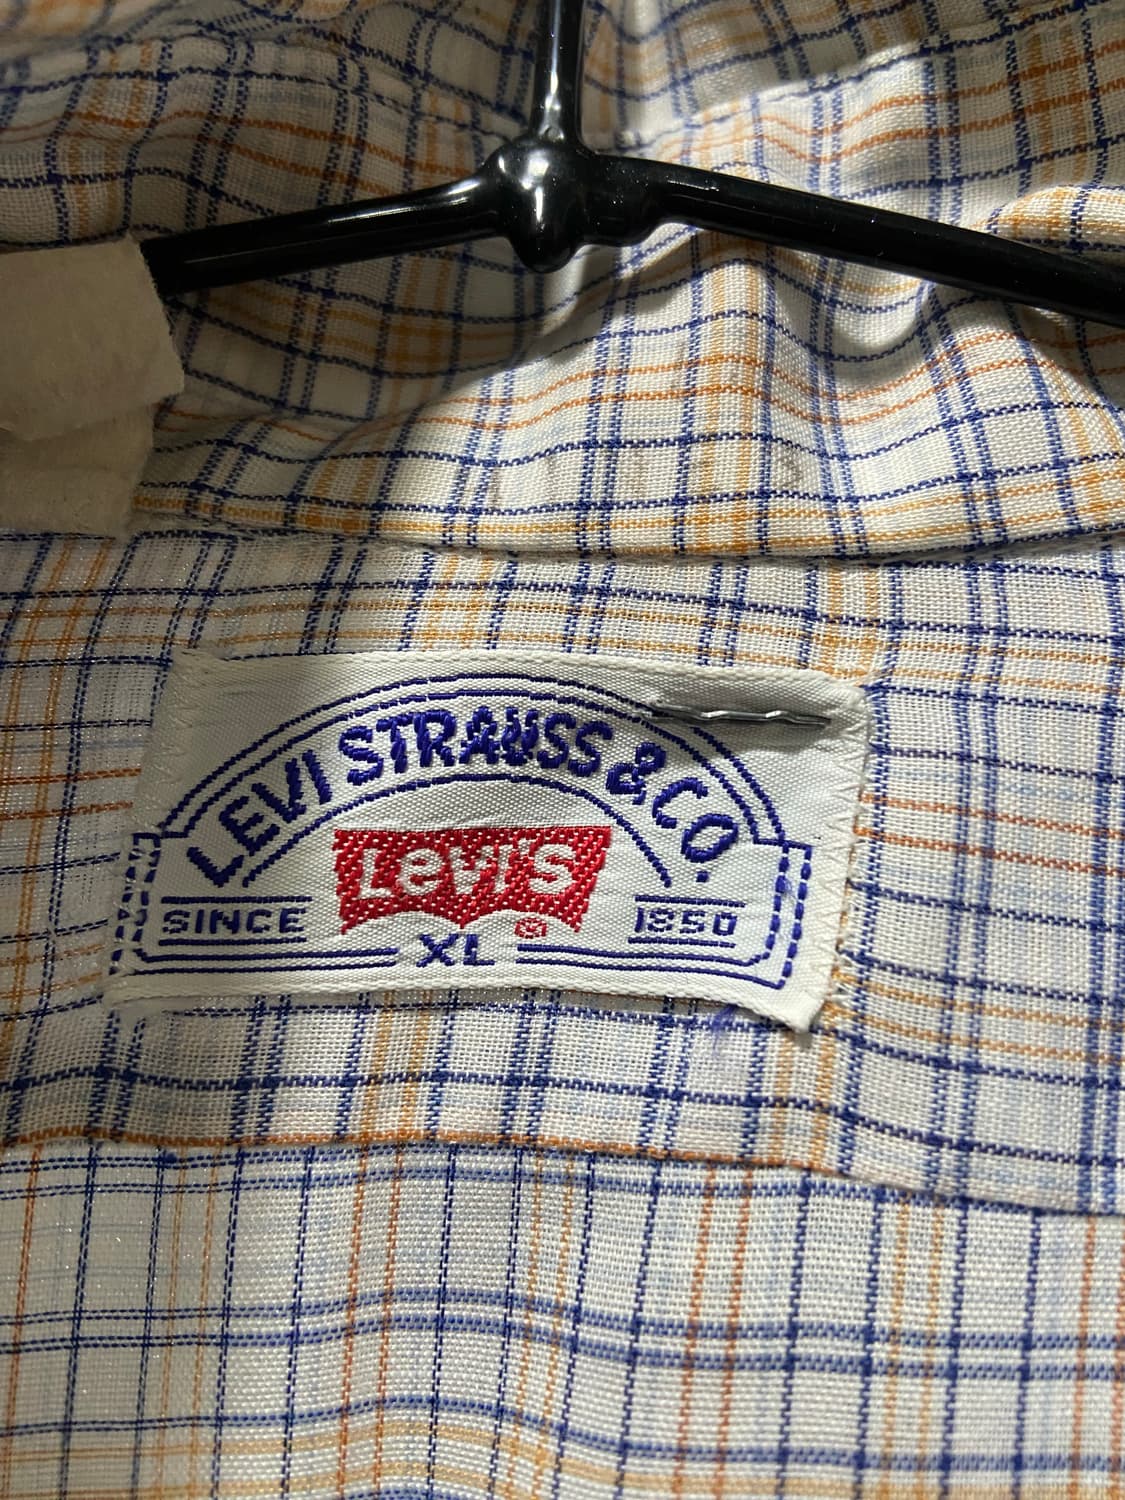 LEVI STRAUSS & CO.
Levi's ®
SINCE 1850
XL